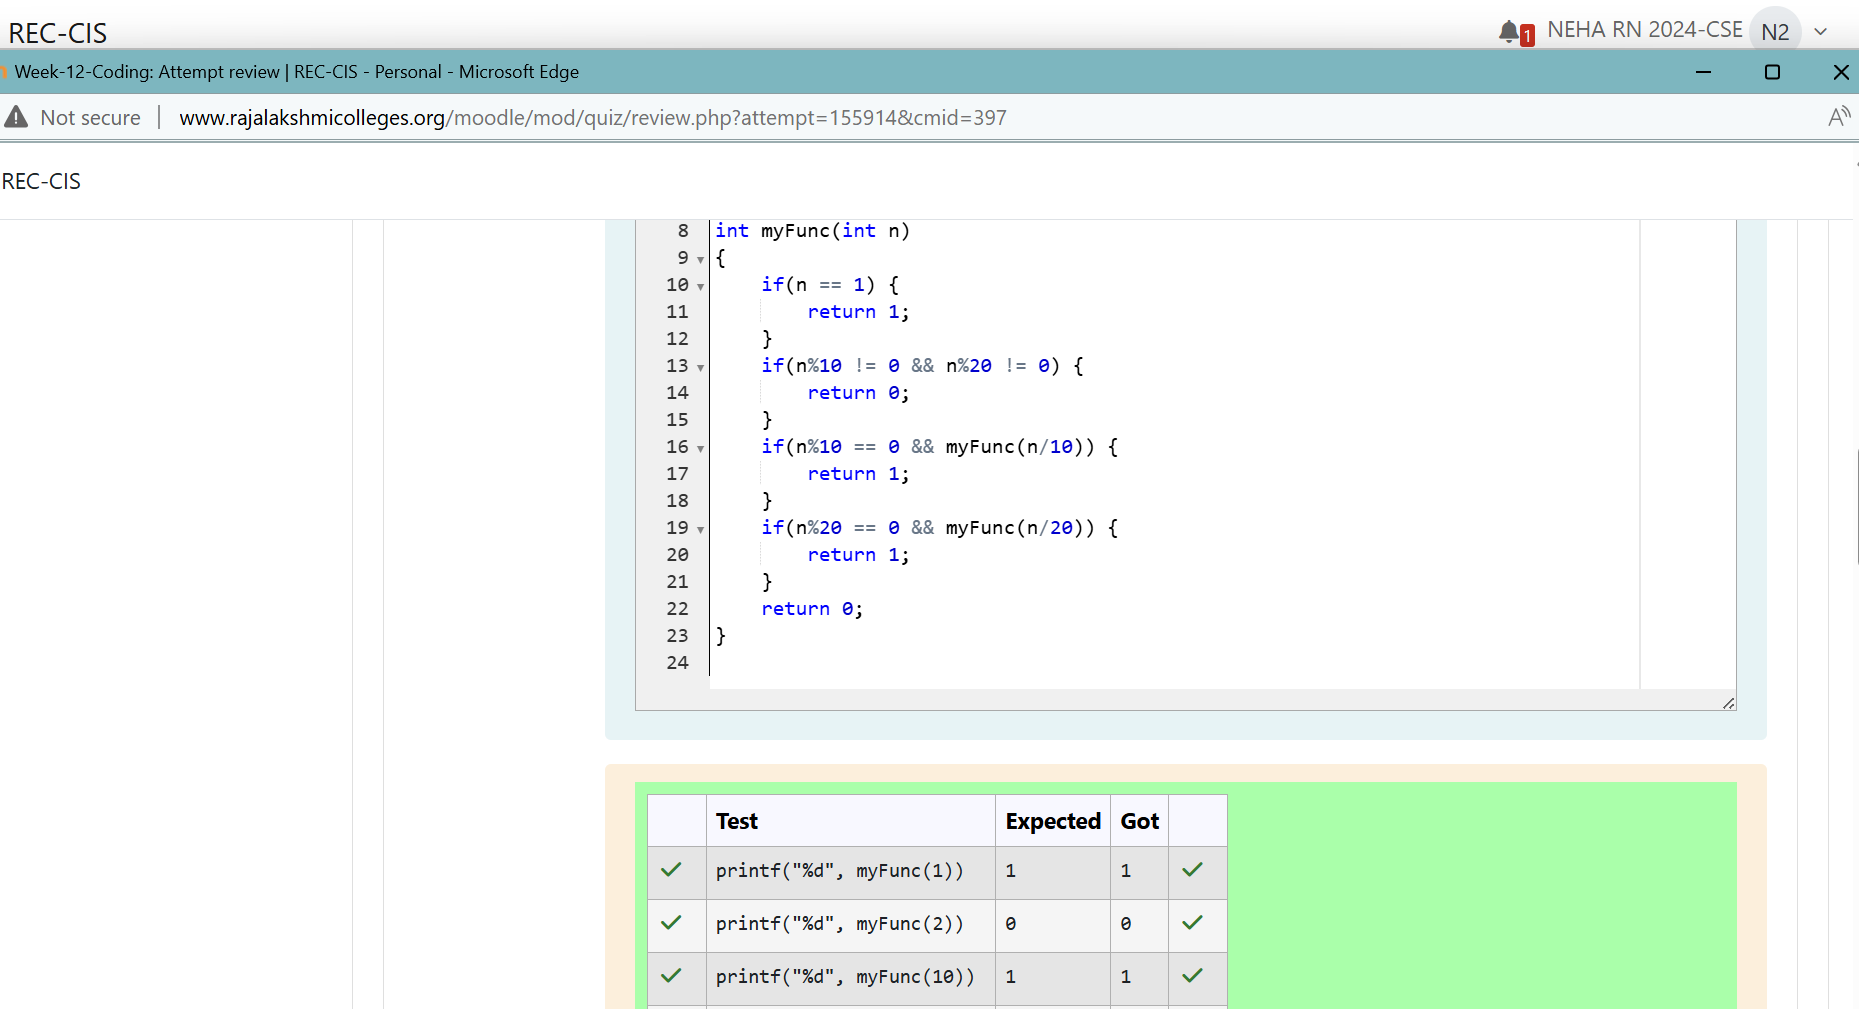 REC-CIS
1 NEHA RN 2024-CSE N2
Week-12-Coding: Attempt review | REC-CIS - Personal - Microsoft Edge
Not secure www.rajalakshmicolleges.org/moodle/mod/quiz/review.php?attempt=155914&cmid=397
REC-CIS
8 int myFunc(int n)
9 {
10     if(n == 1) {
11         return 1;
12     }
13     if(n%10 != 0 && n%20 != 0) {
14         return 0;
15     }
16     if(n%10 == 0 && myFunc(n/10)) {
17         return 1;
18     }
19     if(n%20 == 0 && myFunc(n/20)) {
20         return 1;
21     }
22     return 0;
23 }
24
Test Expected Got
printf("%d", myFunc(1)) 1 1
printf("%d", myFunc(2)) 0 0
printf("%d", myFunc(10)) 1 1